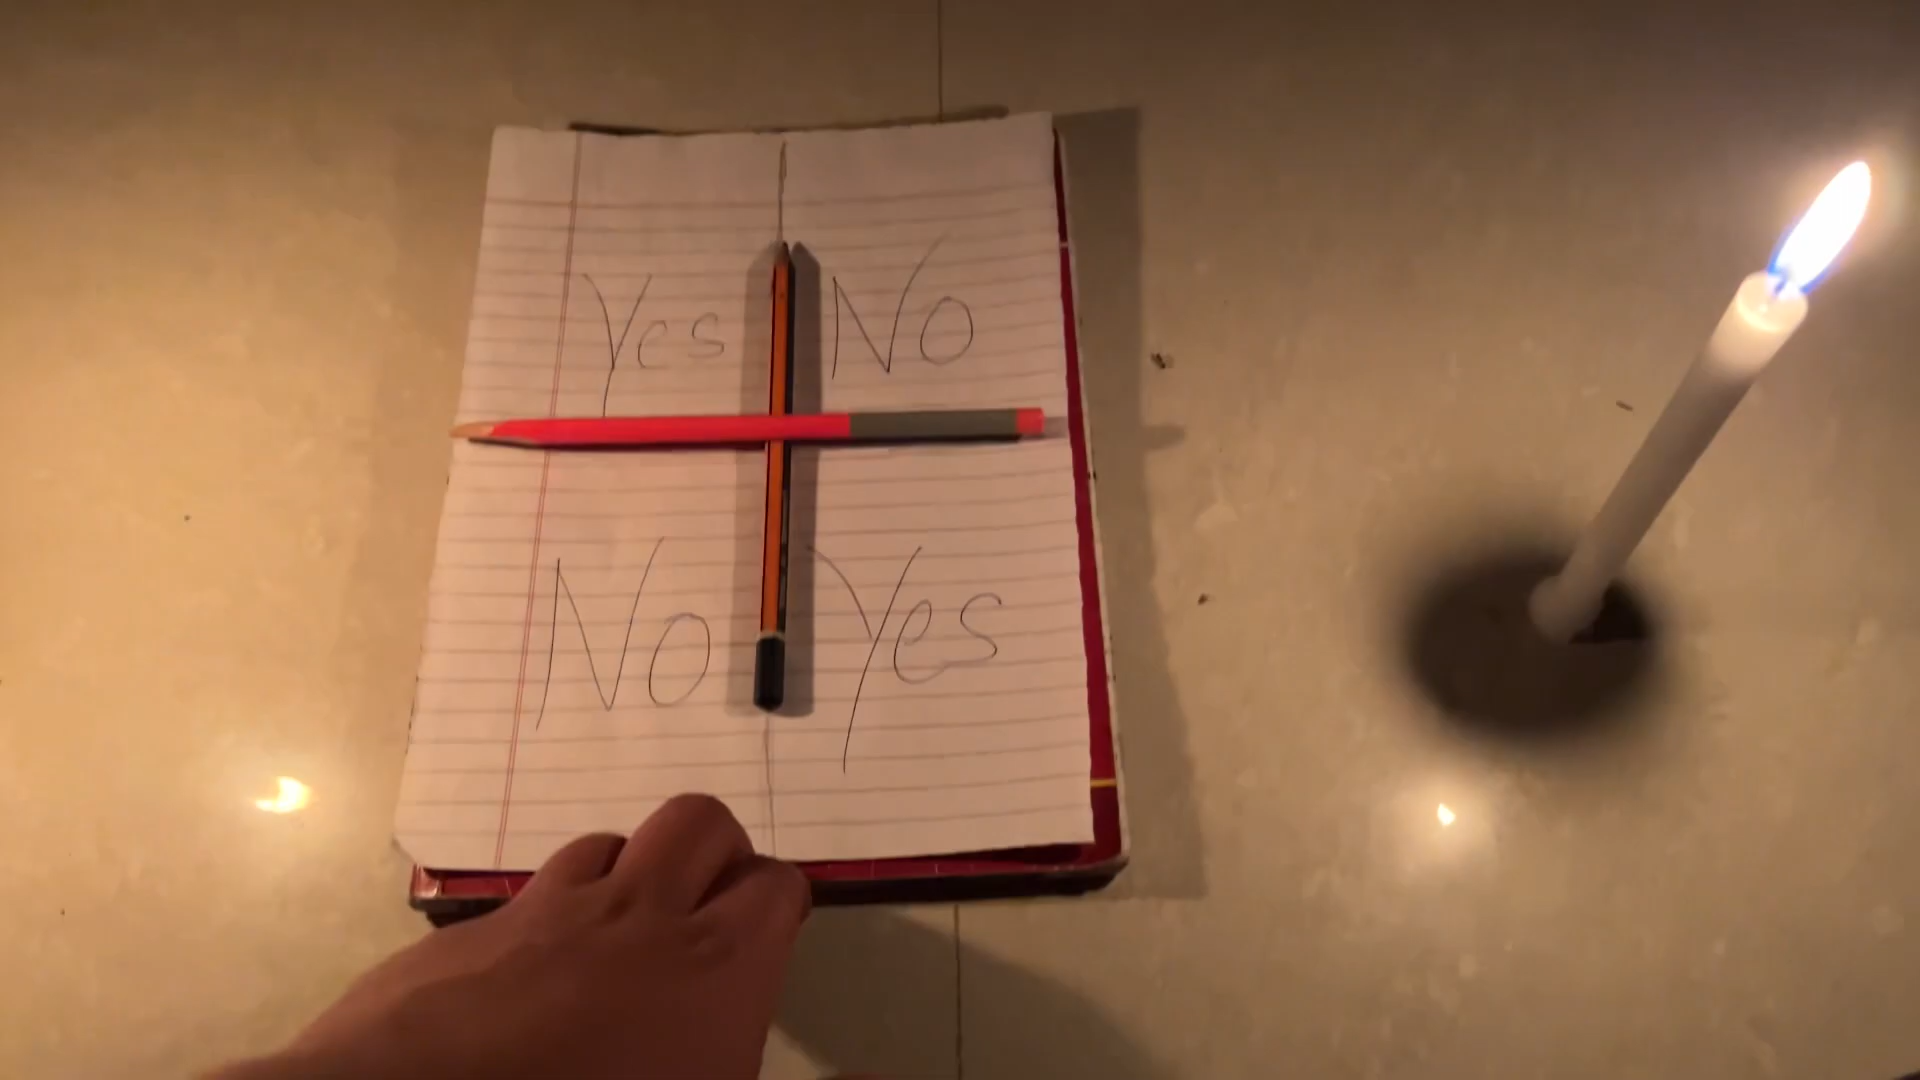 Yes No
No Yes